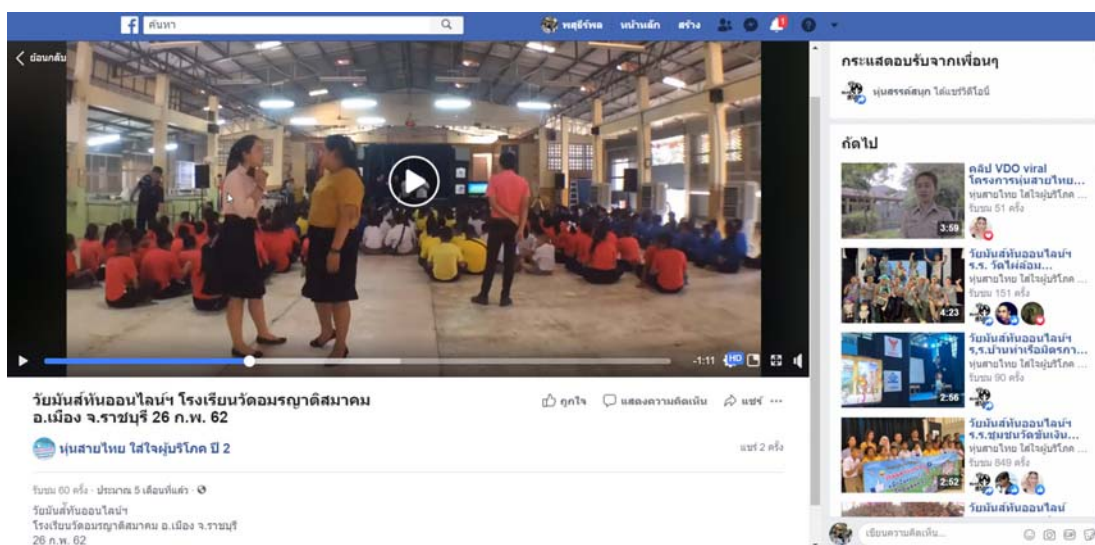 ค้นหา
พสุธีร์พล หน้าหลัก สร้าง
ย้อนกลับ
-1:11 HD
วัยมันส์ทันออนไลน์ฯ โรงเรียนวัดอมรญาติสมาคม
อ.เมือง จ.ราชบุรี 26 ก.พ. 62
ถูกใจ แสดงความคิดเห็น แชร์
หุ่นสายไทย ใส่ใจผู้บริโภค ปี 2
แชร์ 2 ครั้ง
รับชม 60 ครั้ง · ประมาณ 5 เดือนที่แล้ว ·
วัยมันส์ทันออนไลน์ฯ
โรงเรียนวัดอมรญาติสมาคม อ.เมือง จ.ราชบุรี
26 ก.พ. 62
กระแสตอบรับจากเพื่อนๆ
หุ่นสรรค์สนุก ได้แชร์วิดีโอนี้
ถัดไป
คลิป VDO viral
โครงการหุ่นสายไทย...
หุ่นสายไทย ใส่ใจผู้บริโภค ...
รับชม 51 ครั้ง
3:59
วัยมันส์ทันออนไลน์ฯ
ร.ร. วัดไผ่ล้อม...
หุ่นสายไทย ใส่ใจผู้บริโภค ...
รับชม 151 ครั้ง
4:23
วัยมันส์ทันออนไลน์ฯ
ร,ร.บ้านท่าเรือมิตรภา...
หุ่นสายไทย ใส่ใจผู้บริโภค ...
รับชม 90 ครั้ง
2:56
วัยมันส์ทันออนไลน์ฯ
ร.ร.ชุมชนวัดขันเงิน...
หุ่นสายไทย ใส่ใจผู้บริโภค ...
รับชม 849 ครั้ง
2:52
วัยมันส์ทันออนไลน์
เขียนความคิดเห็น...